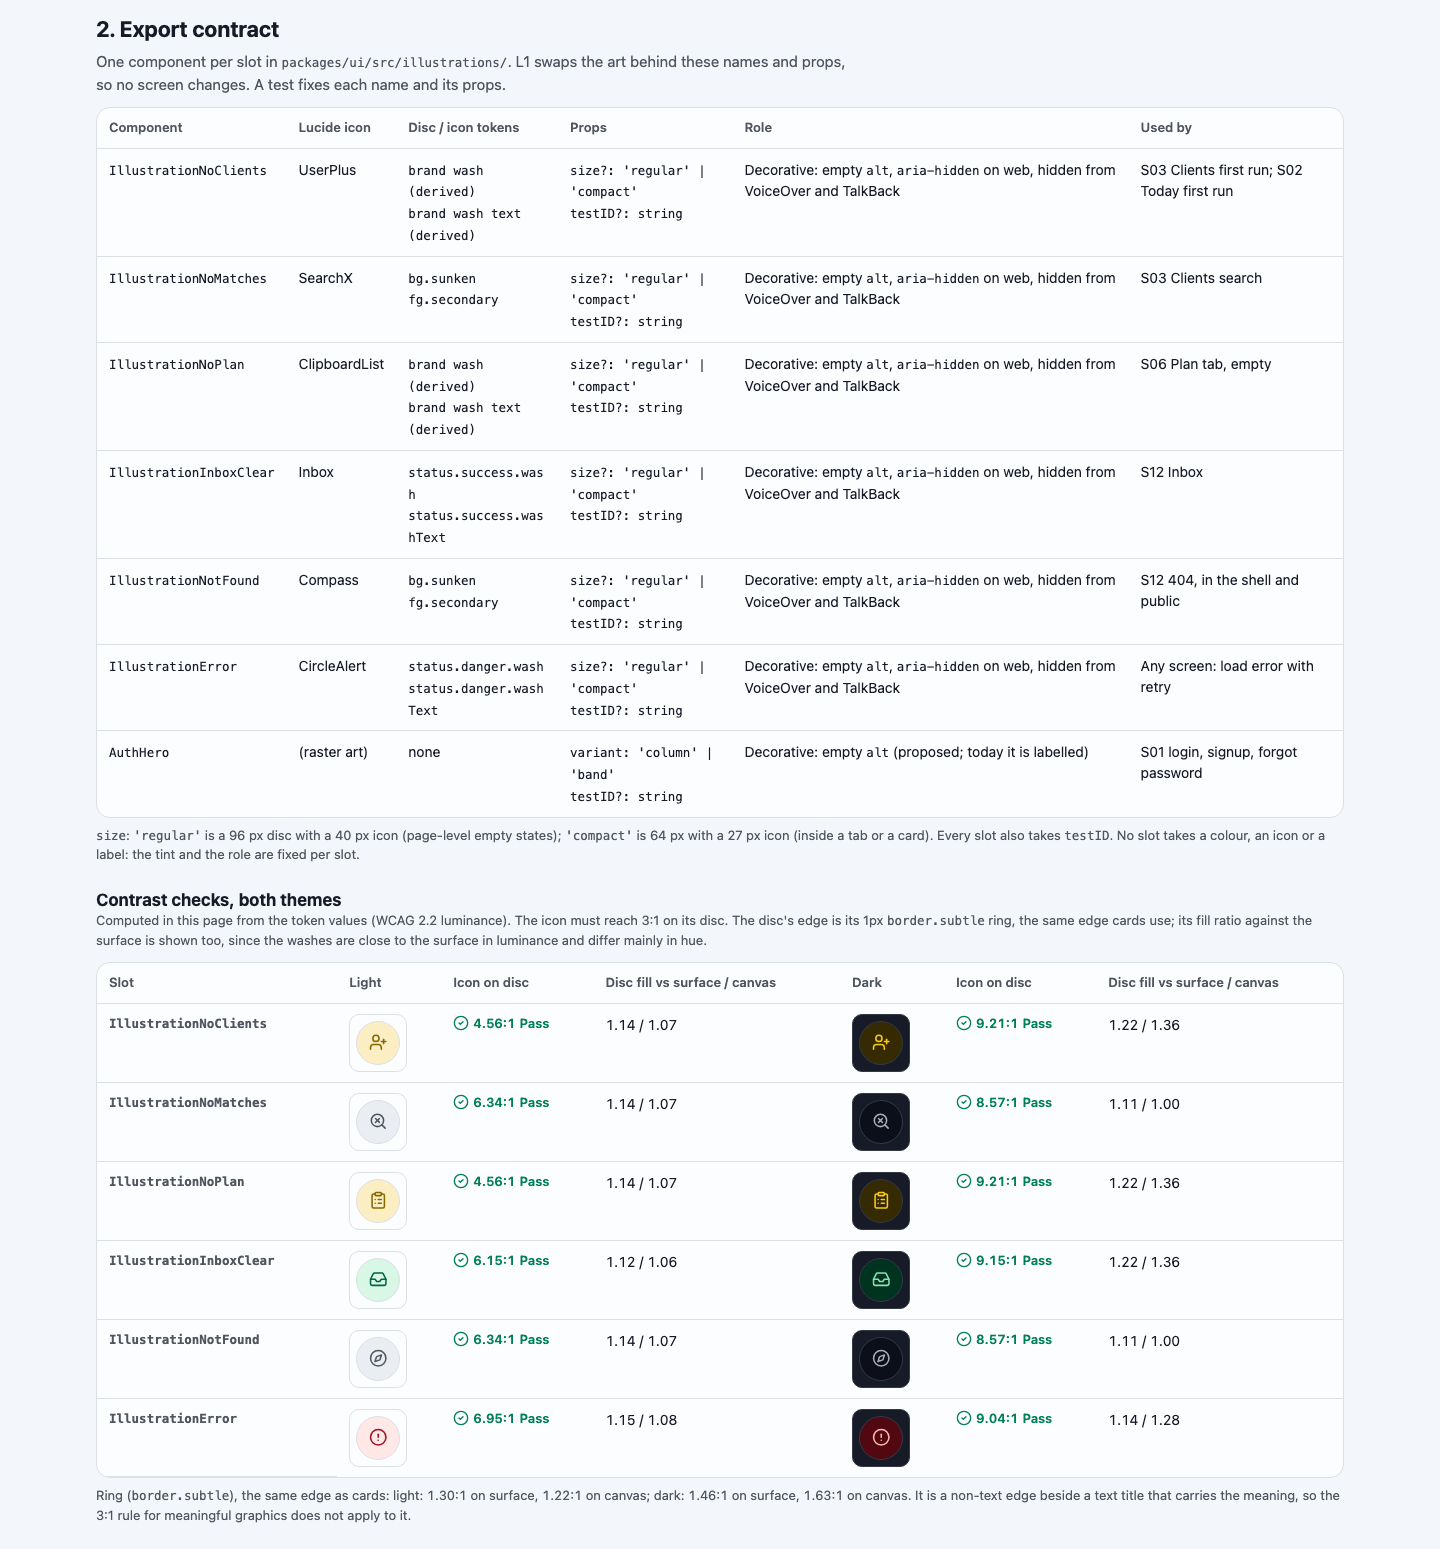 2. Export contract
One component per slot in packages/ui/src/illustrations/. L1 swaps the art behind these names and props,
so no screen changes. A test fixes each name and its props.
Component Lucide icon Disc / icon tokens Props Role Used by
IllustrationNoClients UserPlus brand wash size?: 'regular' | Decorative: empty alt, aria-hidden on web, hidden from S03 Clients first run; S02
(derived) 'compact' VoiceOver and TalkBack Today first run
brand wash text testID?: string
(derived)
IllustrationNoMatches SearchX bg.sunken size?: 'regular' | Decorative: empty alt, aria-hidden on web, hidden from S03 Clients search
fg.secondary 'compact' VoiceOver and TalkBack
testID?: string
IllustrationNoPlan ClipboardList brand wash size?: 'regular' | Decorative: empty alt, aria-hidden on web, hidden from S06 Plan tab, empty
(derived) 'compact' VoiceOver and TalkBack
brand wash text testID?: string
(derived)
IllustrationInboxClear Inbox status.success.was size?: 'regular' | Decorative: empty alt, aria-hidden on web, hidden from S12 Inbox
h 'compact' VoiceOver and TalkBack
status.success.was testID?: string
hText
IllustrationNotFound Compass bg.sunken size?: 'regular' | Decorative: empty alt, aria-hidden on web, hidden from S12 404, in the shell and
fg.secondary 'compact' VoiceOver and TalkBack public
testID?: string
IllustrationError CircleAlert status.danger.wash size?: 'regular' | Decorative: empty alt, aria-hidden on web, hidden from Any screen: load error with
status.danger.wash 'compact' VoiceOver and TalkBack retry
Text testID?: string
AuthHero (raster art) none variant: 'column' | Decorative: empty alt (proposed; today it is labelled) S01 login, signup, forgot
'band' password
testID?: string
size: 'regular' is a 96 px disc with a 40 px icon (page-level empty states); 'compact' is 64 px with a 27 px icon (inside a tab or a card). Every slot also takes testID. No slot takes a colour, an icon or a
label: the tint and the role are fixed per slot.
Contrast checks, both themes
Computed in this page from the token values (WCAG 2.2 luminance). The icon must reach 3:1 on its disc. The disc's edge is its 1px border.subtle ring, the same edge cards use; its fill ratio against the
surface is shown too, since the washes are close to the surface in luminance and differ mainly in hue.
Slot Light Icon on disc Disc fill vs surface / canvas Dark Icon on disc Disc fill vs surface / canvas
IllustrationNoClients 4.56:1 Pass 1.14 / 1.07 9.21:1 Pass 1.22 / 1.36
IllustrationNoMatches 6.34:1 Pass 1.14 / 1.07 8.57:1 Pass 1.11 / 1.00
IllustrationNoPlan 4.56:1 Pass 1.14 / 1.07 9.21:1 Pass 1.22 / 1.36
IllustrationInboxClear 6.15:1 Pass 1.12 / 1.06 9.15:1 Pass 1.22 / 1.36
IllustrationNotFound 6.34:1 Pass 1.14 / 1.07 8.57:1 Pass 1.11 / 1.00
IllustrationError 6.95:1 Pass 1.15 / 1.08 9.04:1 Pass 1.14 / 1.28
Ring (border.subtle), the same edge as cards: light: 1.30:1 on surface, 1.22:1 on canvas; dark: 1.46:1 on surface, 1.63:1 on canvas. It is a non-text edge beside a text title that carries the meaning, so the
3:1 rule for meaningful graphics does not apply to it.